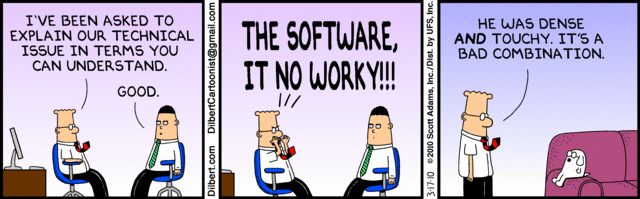 I'VE BEEN ASKED TO
EXPLAIN OUR TECHNICAL
ISSUE IN TERMS YOU
CAN UNDERSTAND.
GOOD.
Dilbert.com DilbertCartoonist@gmail.com
THE SOFTWARE,
IT NO WORKY!!!
3-17-10 ©2010 Scott Adams, Inc./Dist. by UFS, Inc.
HE WAS DENSE
AND TOUCHY. IT'S A
BAD COMBINATION.